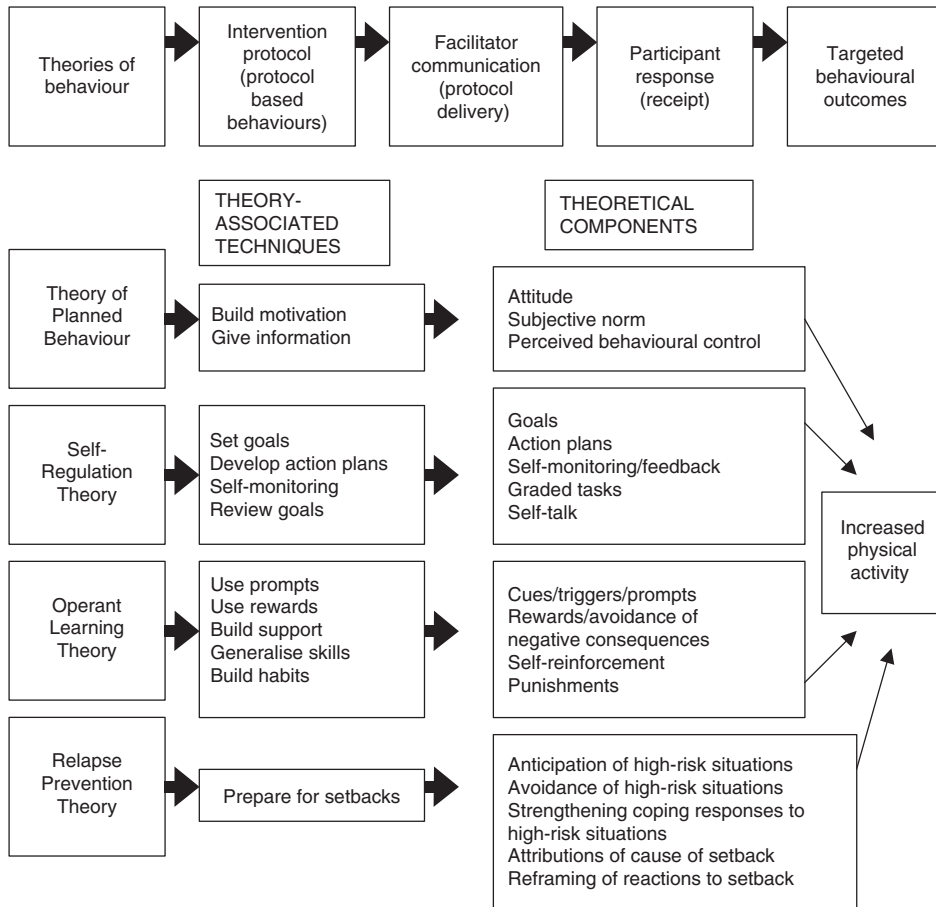 Theories of
behaviour
Intervention
protocol
(protocol
based
behaviours)
Facilitator
communication
(protocol
delivery)
Participant
response
(receipt)
Targeted
behavioural
outcomes
THEORY-
ASSOCIATED
TECHNIQUES
THEORETICAL
COMPONENTS
Theory of
Planned
Behaviour
Build motivation
Give information
Attitude
Subjective norm
Perceived behavioural control
Self-
Regulation
Theory
Set goals
Develop action plans
Self-monitoring
Review goals
Goals
Action plans
Self-monitoring/feedback
Graded tasks
Self-talk
Increased
physical
activity
Operant
Learning
Theory
Use prompts
Use rewards
Build support
Generalise skills
Build habits
Cues/triggers/prompts
Rewards/avoidance of
negative consequences
Self-reinforcement
Punishments
Relapse
Prevention
Theory
Prepare for setbacks
Anticipation of high-risk situations
Avoidance of high-risk situations
Strengthening coping responses to
high-risk situations
Attributions of cause of setback
Reframing of reactions to setback